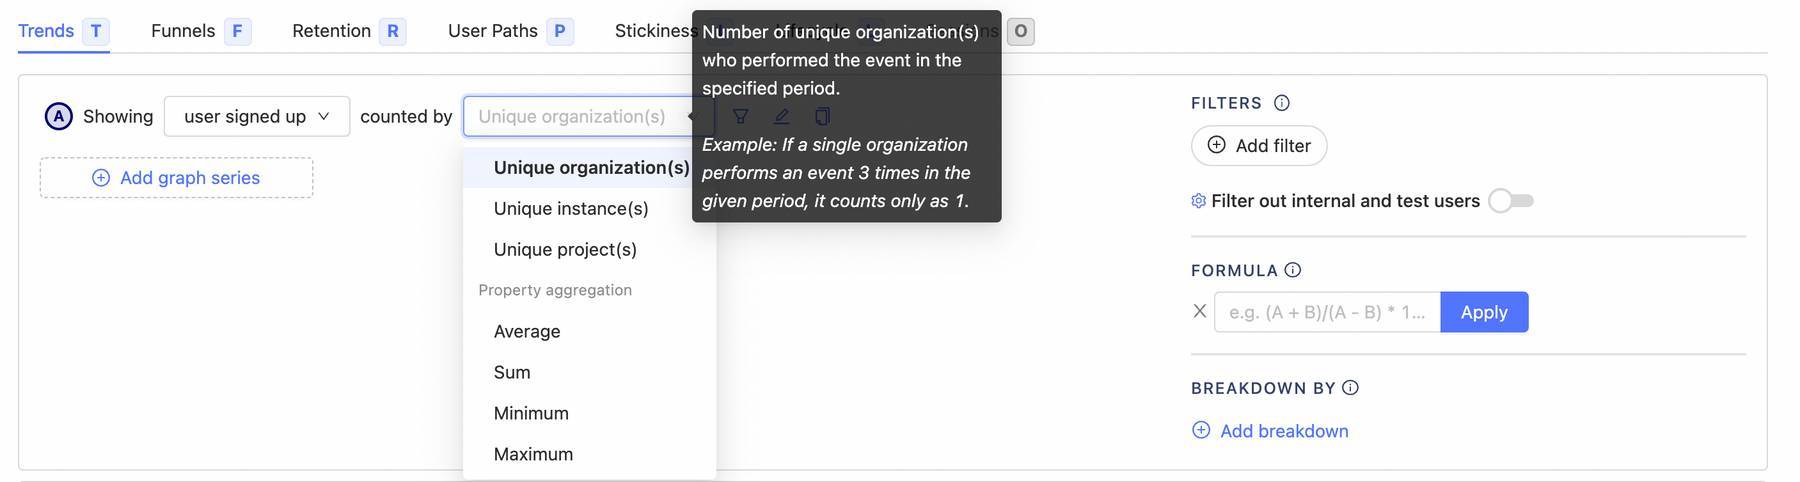 Trends T Funnels F Retention R User Paths P Stickiness O
Number of unique organization(s)
who performed the event in the
specified period.
Example: If a single organization
performs an event 3 times in the
given period, it counts only as 1.
A Showing user signed up counted by Unique organization(s)
Add graph series
Unique organization(s)
Unique instance(s)
Unique project(s)
Property aggregation
Average
Sum
Minimum
Maximum
FILTERS
Add filter
Filter out internal and test users
FORMULA
e.g. (A + B)/(A - B) * 1... Apply
BREAKDOWN BY
Add breakdown